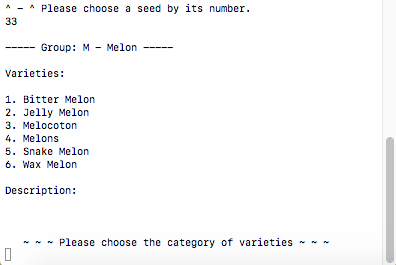 ^ - ^ Please choose a seed by its number.
33
----- Group: M - Melon -----
Varieties:
1. Bitter Melon
2. Jelly Melon
3. Melocoton
4. Melons
5. Snake Melon
6. Wax Melon
Description:
~ ~ ~ Please choose the category of varieties ~ ~ ~